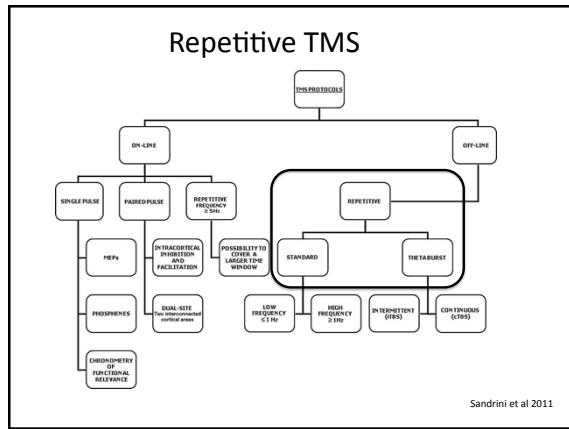 Repetitive TMS
TMS PROTOCOLS
ON-LINE
OFF-LINE
SINGLE PULSE
PAIRED PULSE
REPETITIVE
FREQUENCY
≥ 5Hz
REPETITIVE
MEPs
INTRACORTICAL
INHIBITION
AND
FACILITATION
POSSIBILITY TO
COVER A
LARGER TIME
WINDOW
STANDARD
THETA BURST
PHOSPHENES
DUAL-SITE
Two interconnected
cortical areas
LOW
FREQUENCY
≤ 1 Hz
HIGH
FREQUENCY
≥ 1Hz
INTERMITTENT
(iTBS)
CONTINUOUS
(cTBS)
CHRONOMETRY
OF
FUNCTIONAL
RELEVANCE
Sandrini et al 2011